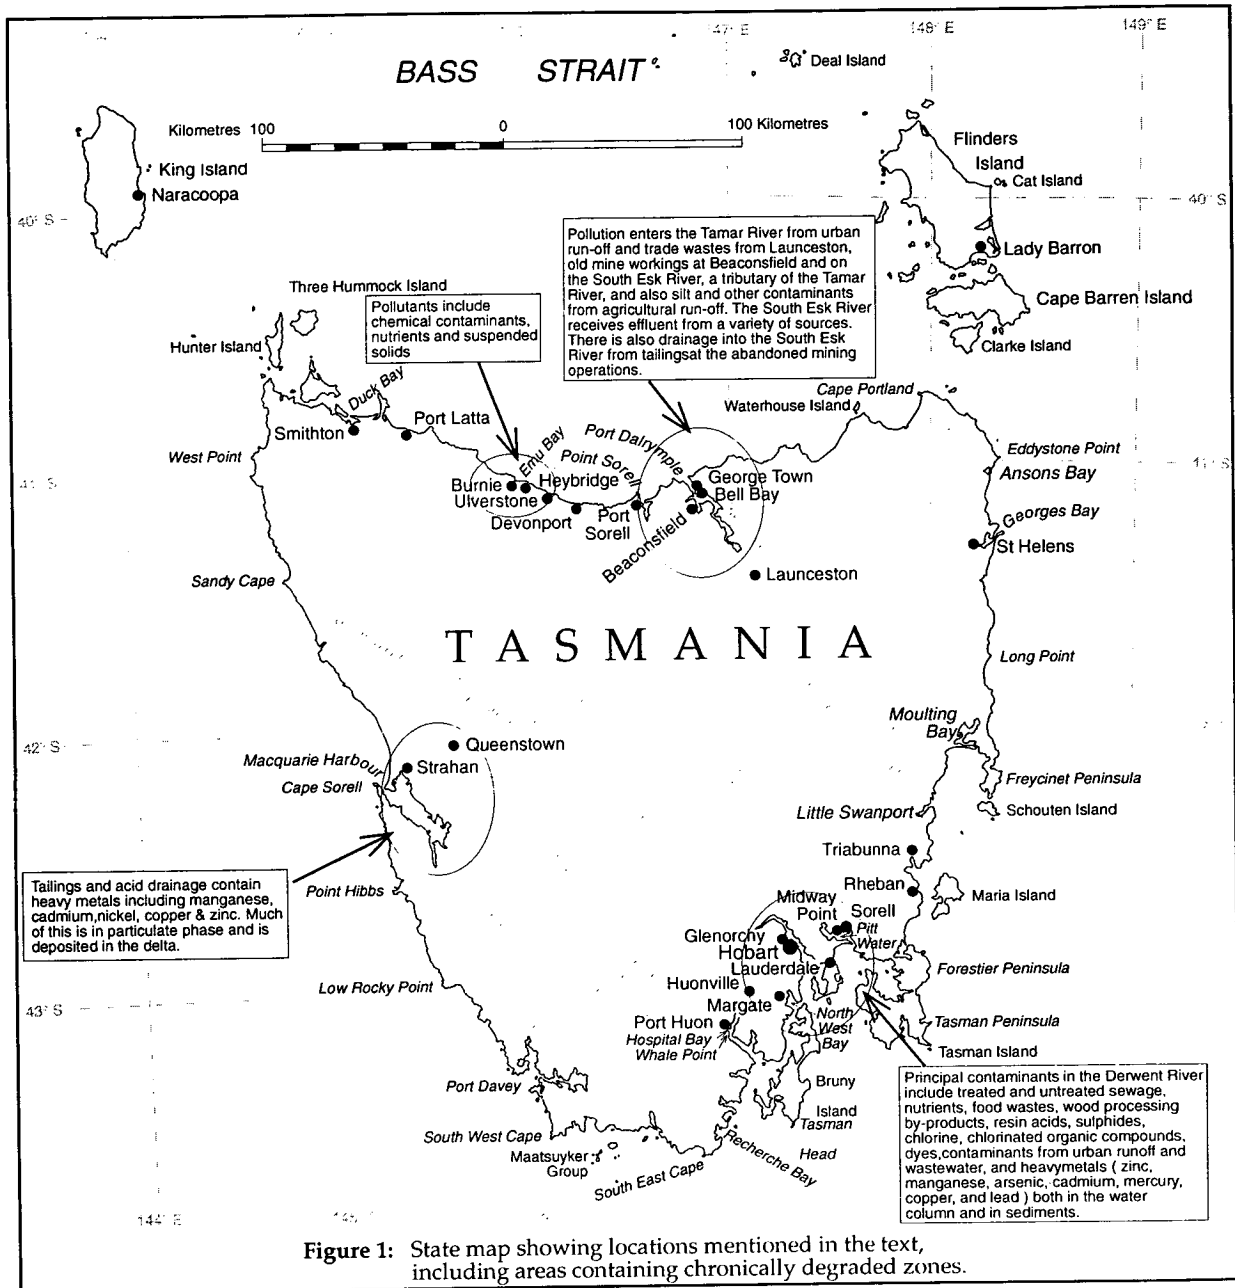 147° E
148° E
149° E
BASS STRAIT
Deal Island
Kilometres 100 0 100 Kilometres
Flinders
Island
Cat Island
King Island
Naracoopa
40° S
40° S
Lady Barron
Pollution enters the Tamar River from urban
run-off and trade wastes from Launceston,
old mine workings at Beaconsfield and on
the South Esk River, a tributary of the Tamar
River, and also silt and other contaminants
from agricultural run-off. The South Esk River
receives effluent from a variety of sources.
There is also drainage into the South Esk
River from tailingsat the abandoned mining
operations.
Cape Barren Island
Clarke Island
Three Hummock Island
Hunter Island
Pollutants include
chemical contaminants,
nutrients and suspended
solids
Duck Bay
Port Latta
Smithton
West Point
41° S
Cape Portland
Waterhouse Island
Port Dalrymple
Point Sorell
Emu Bay
Burnie
Heybridge
Ulverstone
Devonport
Port
Sorell
Beaconsfield
George Town
Bell Bay
Launceston
Eddystone Point
41° S
Ansons Bay
Georges Bay
St Helens
Sandy Cape
TASMANIA
Long Point
Moulting
Bay
42° S
Queenstown
Macquarie Harbour
Strahan
Cape Sorell
Freycinet Peninsula
Schouten Island
Little Swanport
Triabunna
Rheban
Maria Island
Tailings and acid drainage contain
heavy metals including manganese,
cadmium,nickel, copper & zinc. Much
of this is in particulate phase and is
deposited in the delta.
Point Hibbs
Midway
Point
Sorell
Pitt
Water
Glenorchy
Hobart
Lauderdale
Forestier Peninsula
Huonville
Margate
Low Rocky Point
43° S
Port Huon
Hospital Bay
Whale Point
North
West
Bay
Tasman Peninsula
Tasman Island
Port Davey
Bruny
Island
Tasman
Head
South West Cape
Maatsuyker
Group
South East Cape
Recherche Bay
Principal contaminants in the Derwent River
include treated and untreated sewage,
nutrients, food wastes, wood processing
by-products, resin acids, sulphides,
chlorine, chlorinated organic compounds,
dyes,contaminants from urban runoff and
wastewater, and heavymetals ( zinc,
manganese, arsenic, cadmium, mercury,
copper, and lead ) both in the water
column and in sediments.
144° E
145
Figure 1: State map showing locations mentioned in the text,
including areas containing chronically degraded zones.